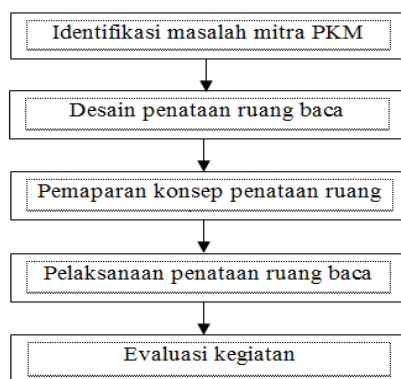 Identifikasi masalah mitra PKM
Desain penataan ruang baca
Pemaparan konsep penataan ruang
Pelaksanaan penataan ruang baca
Evaluasi kegiatan